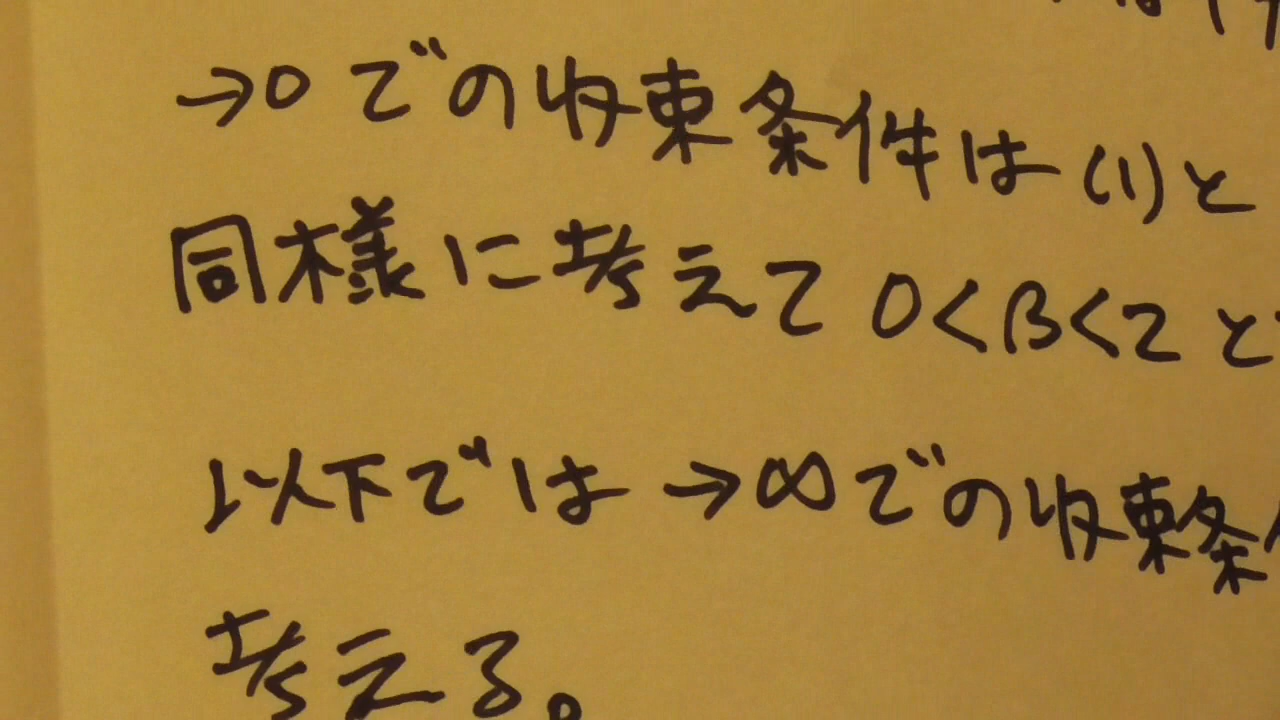 →0での収束条件は(1)と
同様に考えて 0<β<2 と
以下では→∞での収束条
考える。